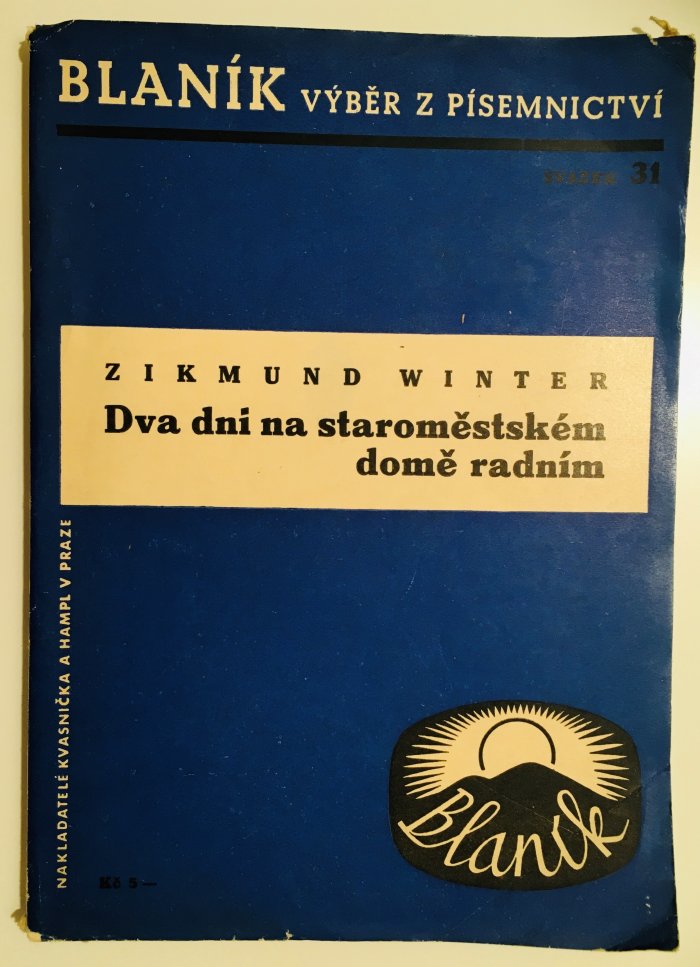 BLANÍK VÝBĚR Z PÍSEMNICTVÍ
SVAZEK 31
ZIKMUND WINTER
Dva dni na staroměstském
domě radním
NAKLADATELÉ KVASNIČKA A HAMPL V PRAZE
Blaník
Kč 5 —